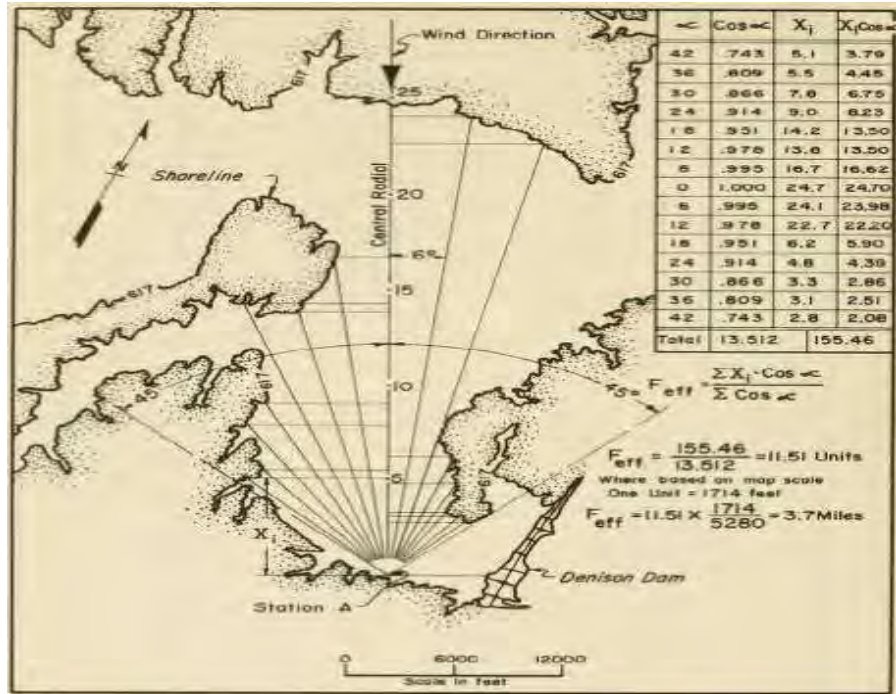 Wind Direction
617
25
N
Shoreline
Central Radial
20
6°
617
15
617
10
45°
45°
5
617
Xi
Station A
Denison Dam
0 6000 12000
Scale in feet
∝ Cos ∝ Xi Xi Cos ∝
42 .743 5.1 3.79
36 .809 5.5 4.45
30 .866 7.8 6.75
24 .914 9.0 8.23
18 .951 14.2 13.50
12 .978 13.8 13.50
6 .995 16.7 16.62
0 1.000 24.7 24.70
6 .995 24.1 23.98
12 .978 22.7 22.20
18 .951 6.2 5.90
24 .914 4.8 4.39
30 .866 3.3 2.86
36 .809 3.1 2.51
42 .743 2.8 2.08
Total 13.512 155.46
Feff = ΣXi·Cos ∝ / ΣCos ∝
Feff = 155.46 / 13.512 = 11.51 Units
Where based on map scale
One Unit = 1714 feet
Feff = 11.51 × 1714 / 5280 = 3.7 Miles